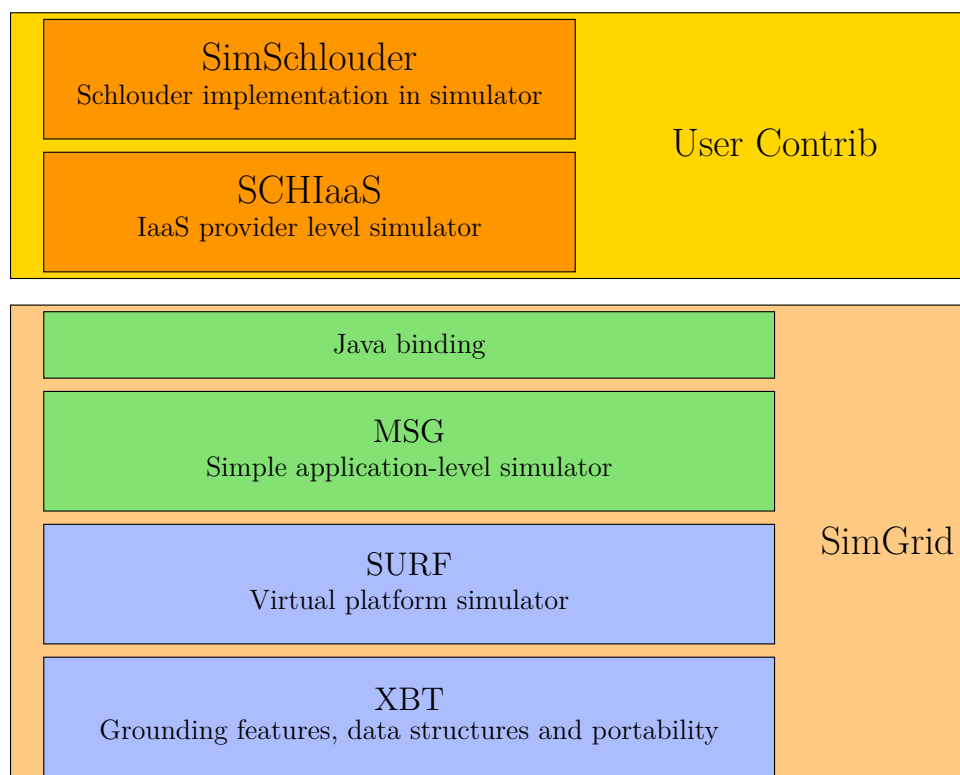 SimSchlouder
Schlouder implementation in simulator
User Contrib
SCHIaaS
IaaS provider level simulator
Java binding
MSG
Simple application-level simulator
SimGrid
SURF
Virtual platform simulator
XBT
Grounding features, data structures and portability